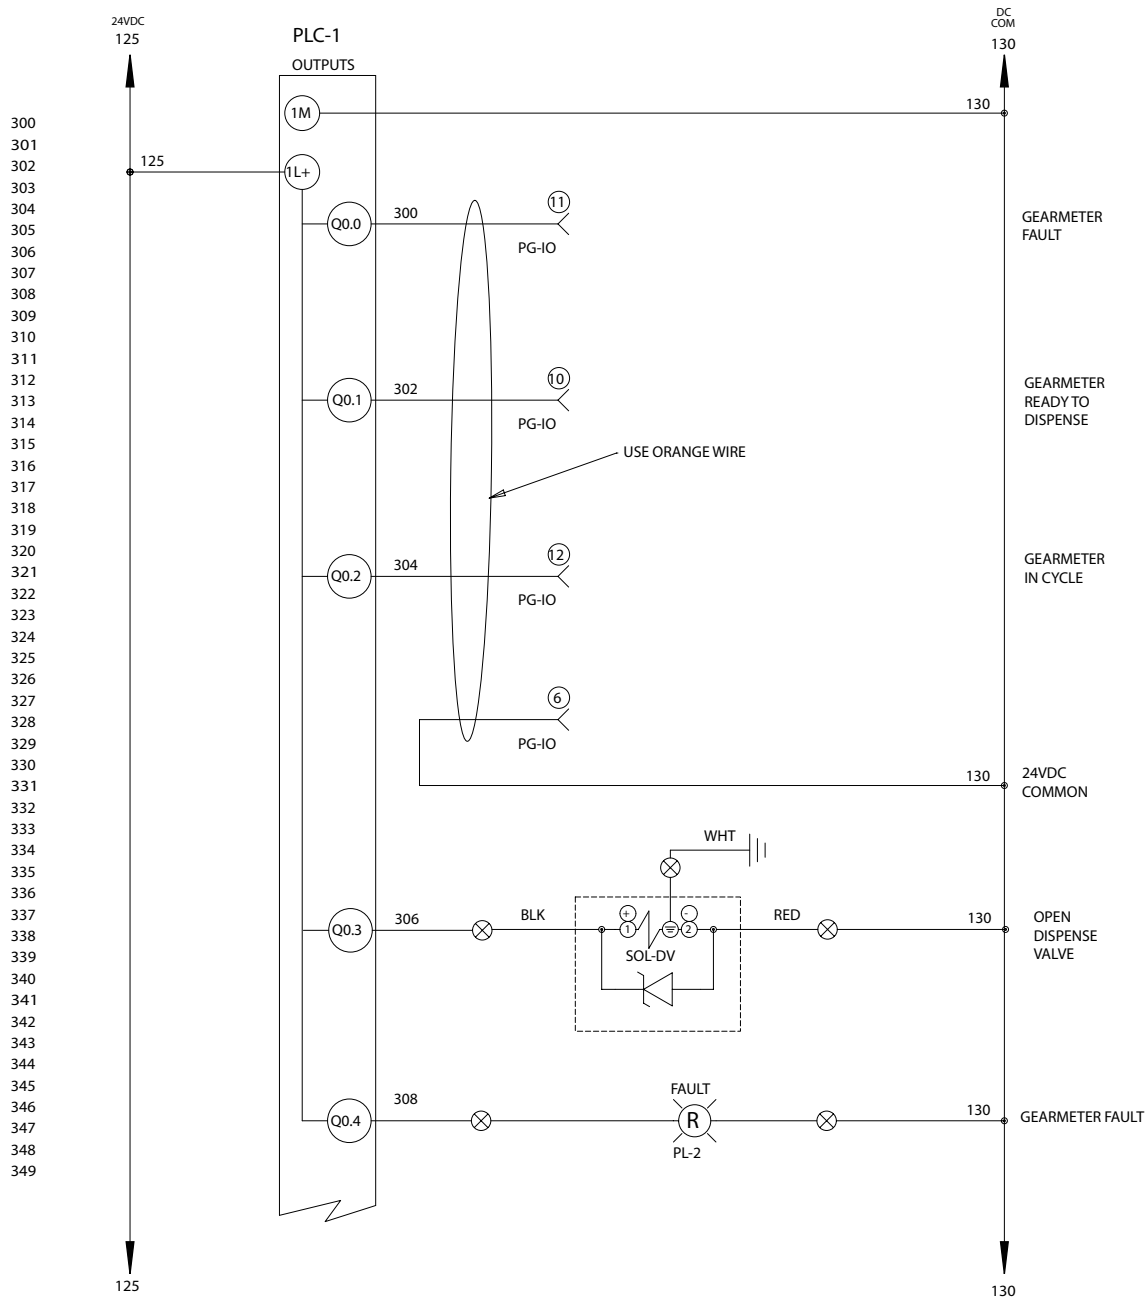 24VDC
125
DC
COM
130
PLC-1
OUTPUTS
300
1M
130
301
302
125
1L+
303
304
11
305
Q0.0
300
GEARMETER
FAULT
306
PG-IO
307
308
309
310
311
312
10
313
Q0.1
302
GEARMETER
READY TO
DISPENSE
314
PG-IO
315
USE ORANGE WIRE
316
317
318
319
320
12
321
Q0.2
304
GEARMETER
IN CYCLE
322
PG-IO
323
324
325
326
327
6
328
329
PG-IO
330
331
130
24VDC
COMMON
332
333
334
WHT
335
336
337
Q0.3
306
BLK
+
1
-
2
RED
130
OPEN
DISPENSE
VALVE
338
SOL-DV
339
340
341
342
343
344
345
FAULT
346
308
130
347
Q0.4
R
GEARMETER FAULT
348
PL-2
349
125
130